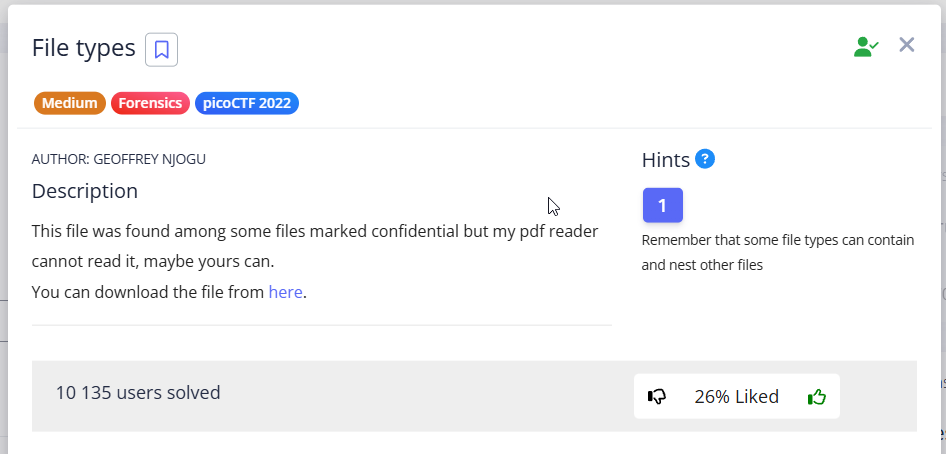 File types
Medium Forensics picoCTF 2022
AUTHOR: GEOFFREY NJOGU
Description
This file was found among some files marked confidential but my pdf reader
cannot read it, maybe yours can.
You can download the file from here.
Hints ?
1
Remember that some file types can contain
and nest other files
10 135 users solved
26% Liked